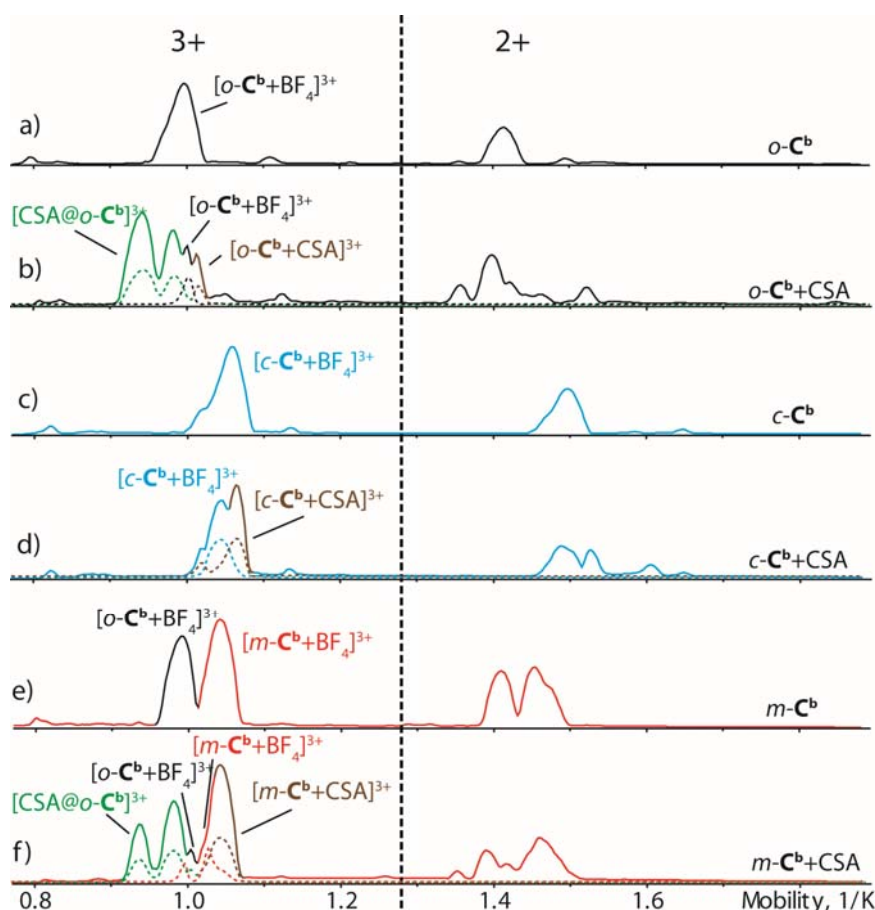 3+ 2+
[o-Cᵇ+BF₄]³⁺
a)
o-Cᵇ
[CSA@o-Cᵇ]³⁺ [o-Cᵇ+BF₄]³⁺
[o-Cᵇ+CSA]³⁺
b)
o-Cᵇ+CSA
[c-Cᵇ+BF₄]³⁺
c)
c-Cᵇ
[c-Cᵇ+BF₄]³⁺
[c-Cᵇ+CSA]³⁺
d)
c-Cᵇ+CSA
[o-Cᵇ+BF₄]³⁺
[m-Cᵇ+BF₄]³⁺
e)
m-Cᵇ
[m-Cᵇ+BF₄]³⁺
[o-Cᵇ+BF₄]³⁺
[CSA@o-Cᵇ]³⁺ [m-Cᵇ+CSA]³⁺
f)
m-Cᵇ+CSA
0.8 1.0 1.2 1.4 1.6 Mobility, 1/K